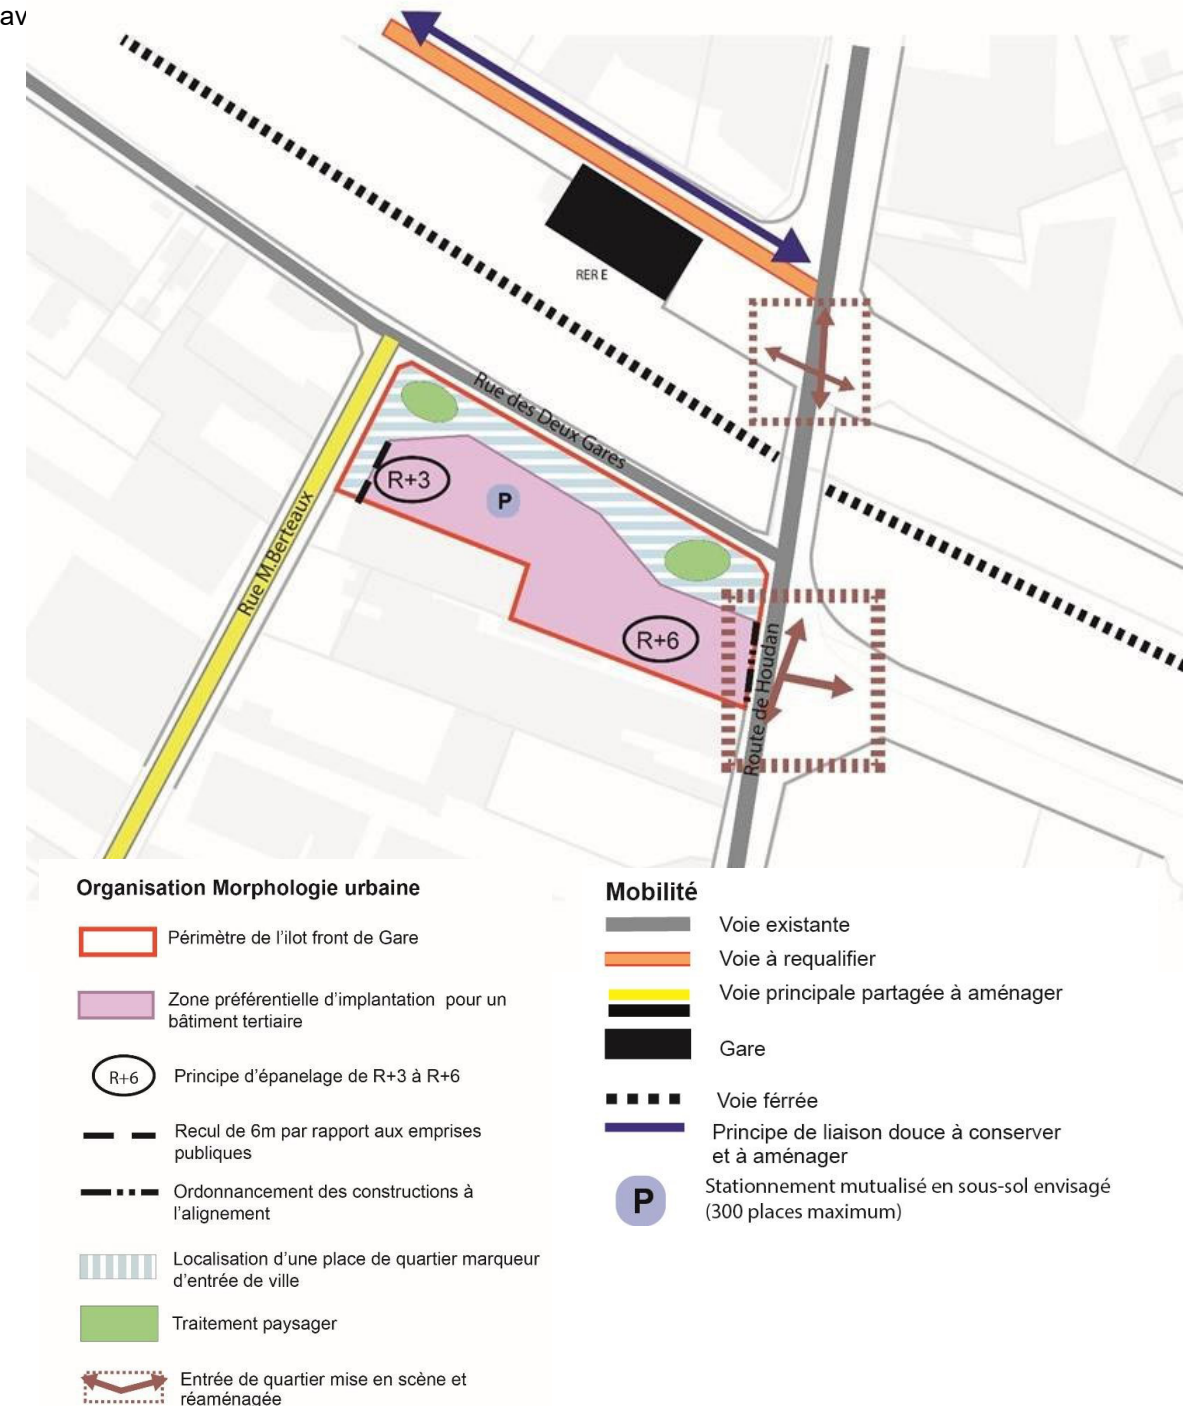 av
RER E
Rue des Deux Gares
R+3
P
Rue M.Berteaux
R+6
Route de Houdan
Organisation Morphologie urbaine
Périmètre de l'ilot front de Gare
Zone préférentielle d'implantation pour un
bâtiment tertiaire
R+6
Principe d'épanelage de R+3 à R+6
Recul de 6m par rapport aux emprises
publiques
Ordonnancement des constructions à
l'alignement
Localisation d'une place de quartier marqueur
d'entrée de ville
Traitement paysager
Entrée de quartier mise en scène et
réaménagée
Mobilité
Voie existante
Voie à requalifier
Voie principale partagée à aménager
Gare
Voie férrée
Principe de liaison douce à conserver
et à aménager
P
Stationnement mutualisé en sous-sol envisagé
(300 places maximum)